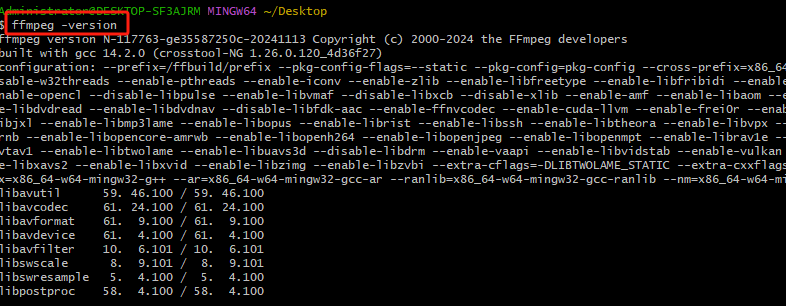 Administrator@DESKTOP-SF3AJRM MINGW64 ~/Desktop
$ ffmpeg -version
ffmpeg version N-117763-ge35587250c-20241113 Copyright (c) 2000-2024 the FFmpeg developers
built with gcc 14.2.0 (crosstool-NG 1.26.0.120_4d36f27)
configuration: --prefix=/ffbuild/prefix --pkg-config-flags=--static --pkg-config=pkg-config --cross-prefix=x86_64
isable-w32threads --enable-pthreads --enable-iconv --enable-zlib --enable-libfreetype --enable-libfribidi --enable
enable-opencl --disable-libpulse --enable-libvmaf --disable-libxcb --disable-xlib --enable-amf --enable-libaom --e
e-libdvdread --enable-libdvdnav --disable-libfdk-aac --enable-ffnvcodec --enable-cuda-llvm --enable-frei0r --enab
ibjxl --enable-libmp3lame --enable-libopus --enable-librist --enable-libssh --enable-libtheora --enable-libvpx --
rnb --enable-libopencore-amrwb --enable-libopenh264 --enable-libopenjpeg --enable-libopenmpt --enable-librav1e --
vtav1 --enable-libtwolame --enable-libuavs3d --disable-libdrm --enable-vaapi --enable-libvidstab --enable-vulkan
e-libxavs2 --enable-libxvid --enable-libzimg --enable-libzvbi --extra-cflags=-DLIBTWOLAME_STATIC --extra-cxxflags
x=x86_64-w64-mingw32-g++ --ar=x86_64-w64-mingw32-gcc-ar --ranlib=x86_64-w64-mingw32-gcc-ranlib --nm=x86_64-w64-mi
libavutil 59. 46.100 / 59. 46.100
libavcodec 61. 24.100 / 61. 24.100
libavformat 61. 9.100 / 61. 9.100
libavdevice 61. 4.100 / 61. 4.100
libavfilter 10. 6.101 / 10. 6.101
libswscale 8. 9.101 / 8. 9.101
libswresample 5. 4.100 / 5. 4.100
libpostproc 58. 4.100 / 58. 4.100